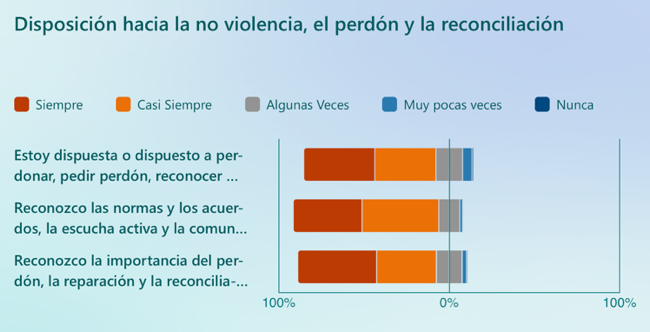 Disposición hacia la no violencia, el perdón y la reconciliación
Siempre
Casi Siempre
Algunas Veces
Muy pocas veces
Nunca
Estoy dispuesta o dispuesto a per-
donar, pedir perdón, reconocer ...
Reconozco las normas y los acuer-
dos, la escucha activa y la comun...
Reconozco la importancia del per-
dón, la reparación y la reconcilia-...
100%
0%
100%